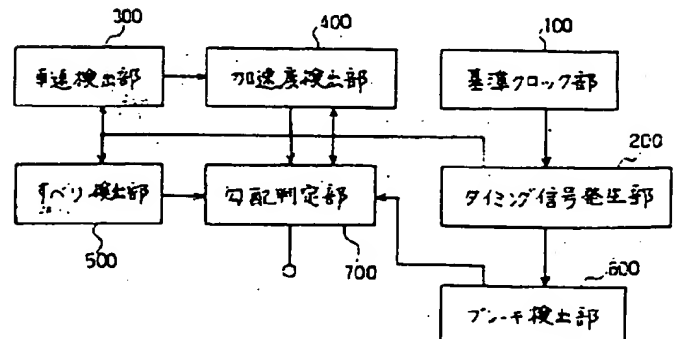 300
400
100
車速検出部
加速度検出部
基準クロック部
200
すべり検出部
勾配判定部
タイミング信号発生部
500
700
600
ブレーキ検出部